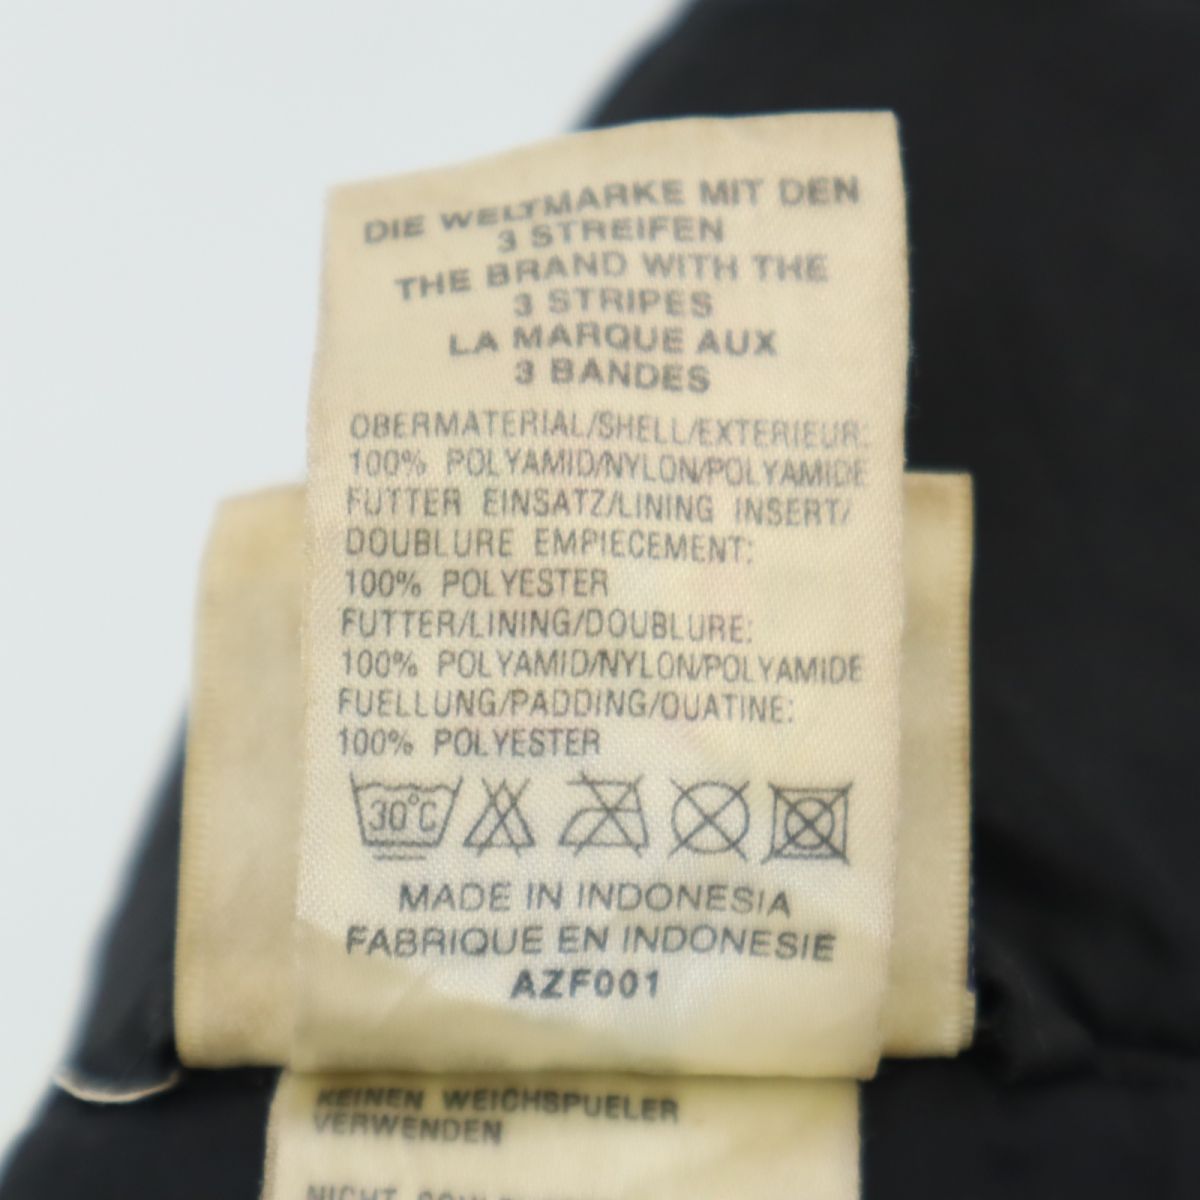 DIE WELTMARKE MIT DEN
3 STREIFEN
THE BRAND WITH THE
3 STRIPES
LA MARQUE AUX
3 BANDES
OBERMATERIAL/SHELL/EXTERIEUR:
100% POLYAMID/NYLON/POLYAMIDE
FUTTER EINSATZ/LINING INSERT/
DOUBLURE EMPIECEMENT:
100% POLYESTER
FUTTER/LINING/DOUBLURE:
100% POLYAMID/NYLON/POLYAMIDE
FUELLUNG/PADDING/OUATINE:
100% POLYESTER
30°C
MADE IN INDONESIA
FABRIQUE EN INDONESIE
AZF001
KEINEN WEICHSPUELER
VERWENDEN
NICHT